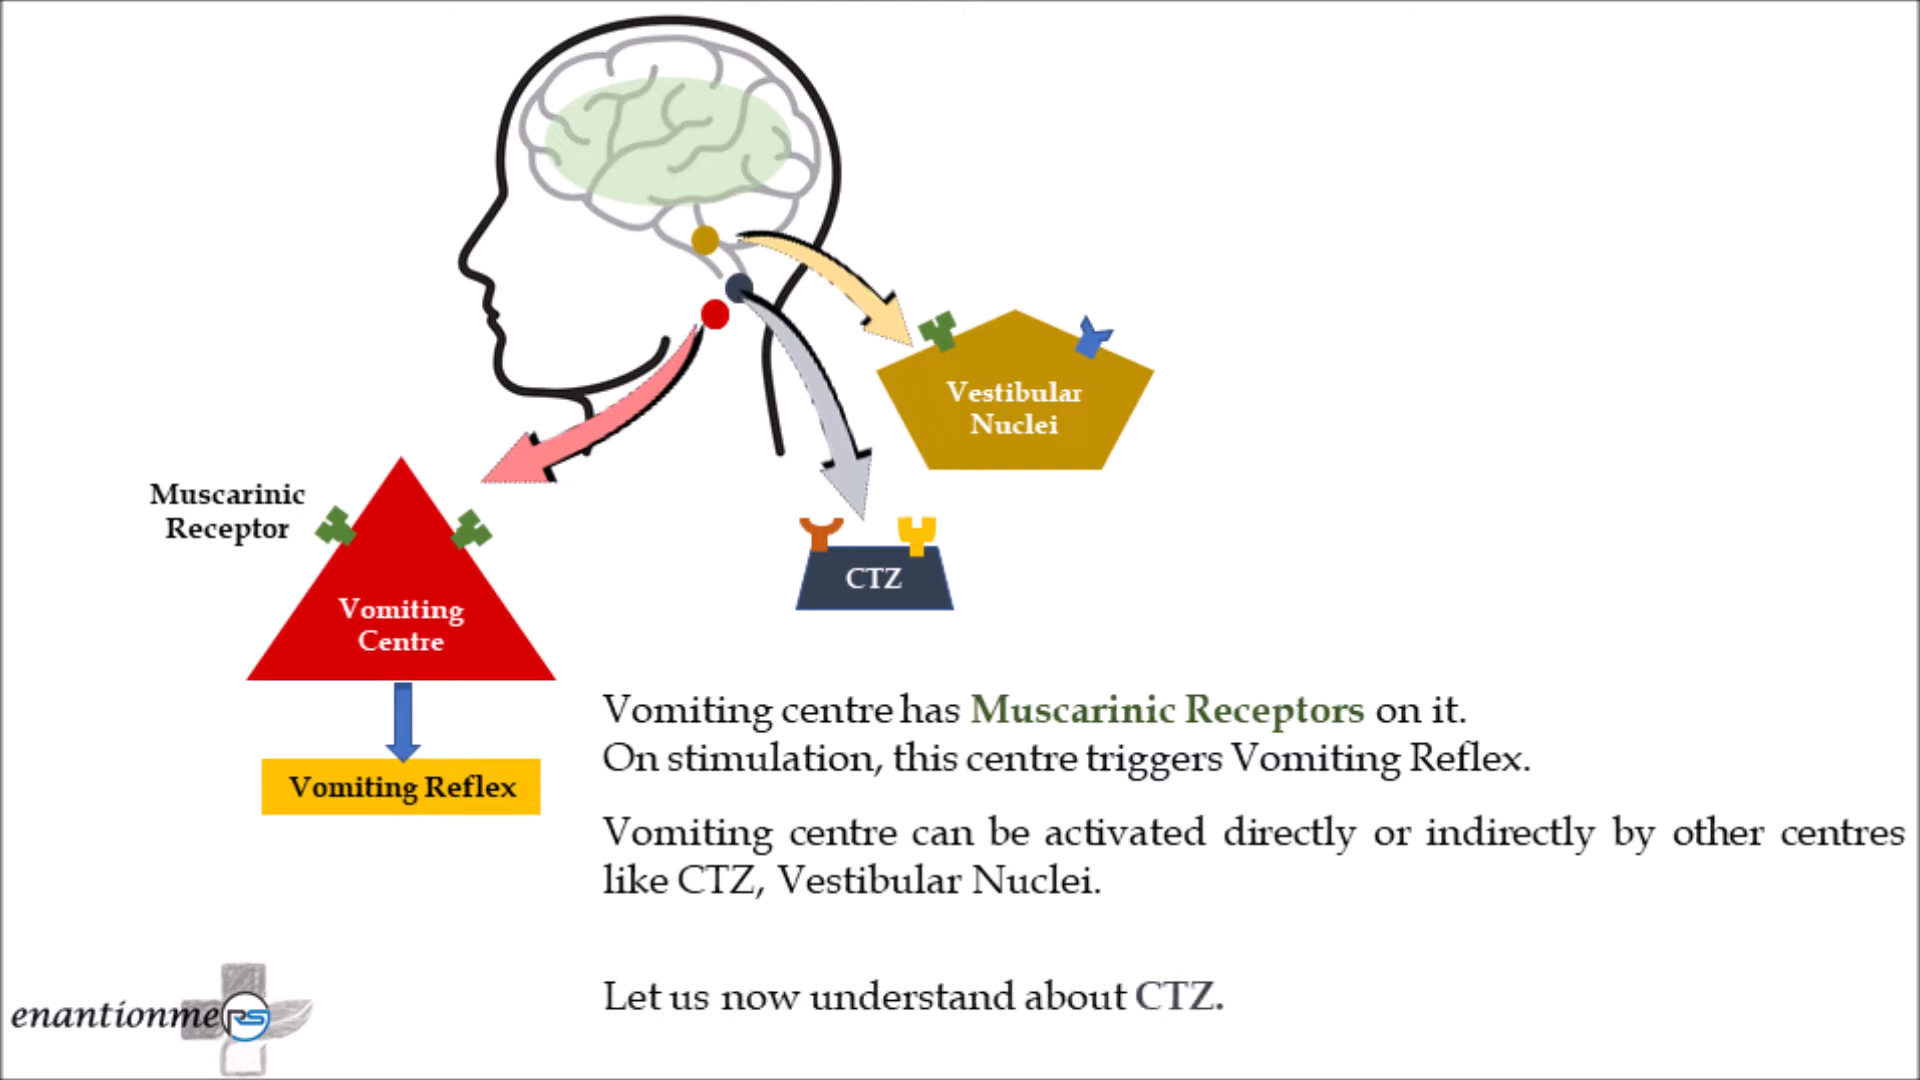 Vestibular
Nuclei
Muscarinic
Receptor
CTZ
Vomiting
Centre
Vomiting Reflex
Vomiting centre has Muscarinic Receptors on it.
On stimulation, this centre triggers Vomiting Reflex.
Vomiting centre can be activated directly or indirectly by other centres
like CTZ, Vestibular Nuclei.
Let us now understand about CTZ.
enantiomeRS